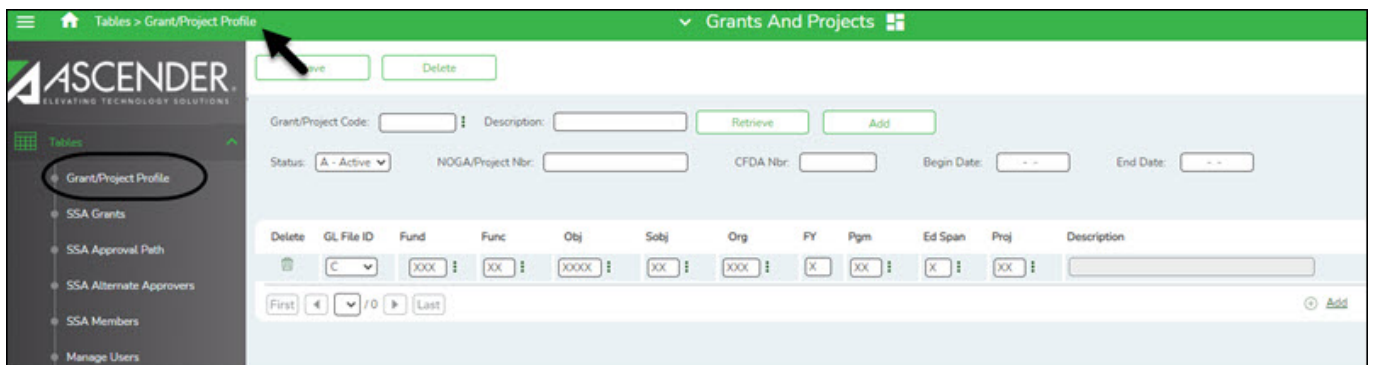 Tables > Grant/Project Profile
Grants And Projects
ASCENDER
ELEVATING TECHNOLOGY SOLUTIONS
Delete
Grant/Project Code:
Description:
Retrieve
Add
Tables
Status:
A - Active
NOGA/Project Nbr:
CFDA Nbr:
Begin Date:
- -
End Date:
- -
Grant/Project Profile
SSA Grants
SSA Approval Path
SSA Alternate Approvers
SSA Members
Manage Users
Delete GL File ID Fund Func Obj Sobj Org FY Pgm Ed Span Proj Description
C XXX XX XXXX XX XXX X XX X XX
First / 0 Last
Add